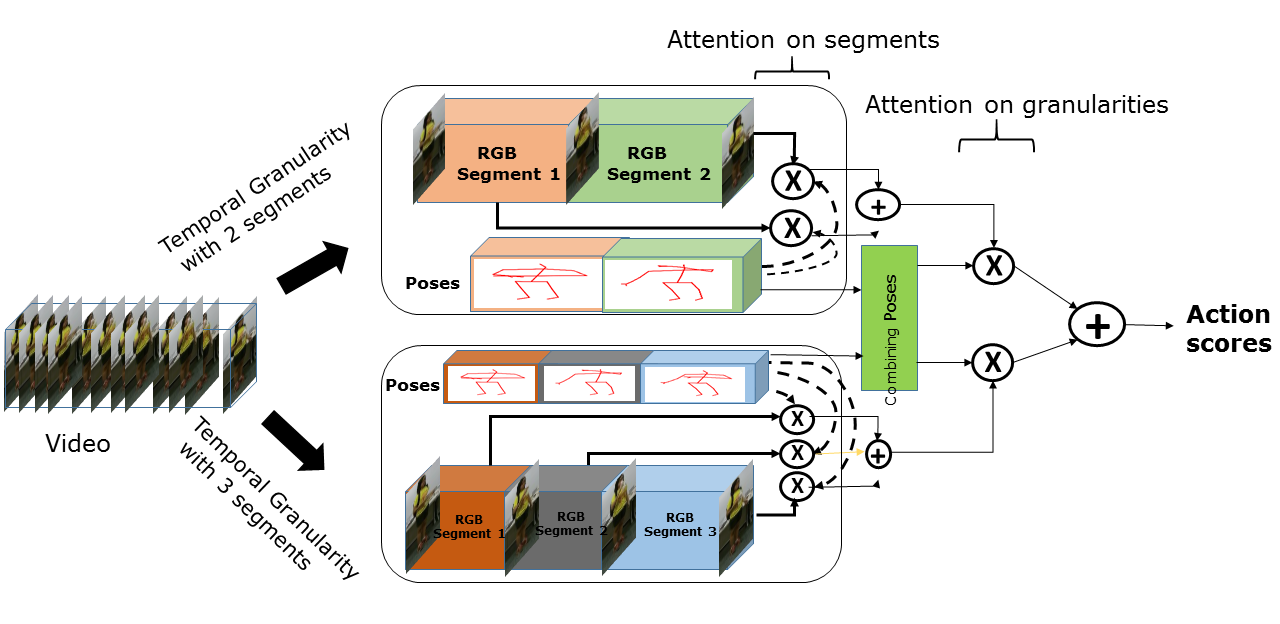 Attention on segments
Attention on granularities
Temporal Granularity
with 2 segments
RGB
Segment 1
RGB
Segment 2
X
X
+
Poses
Combining Poses
X
+
Action
scores
X
Video
Poses
X
X
+
X
Temporal Granularity
with 3 segments
RGB
Segment 1
RGB
Segment 2
RGB
Segment 3